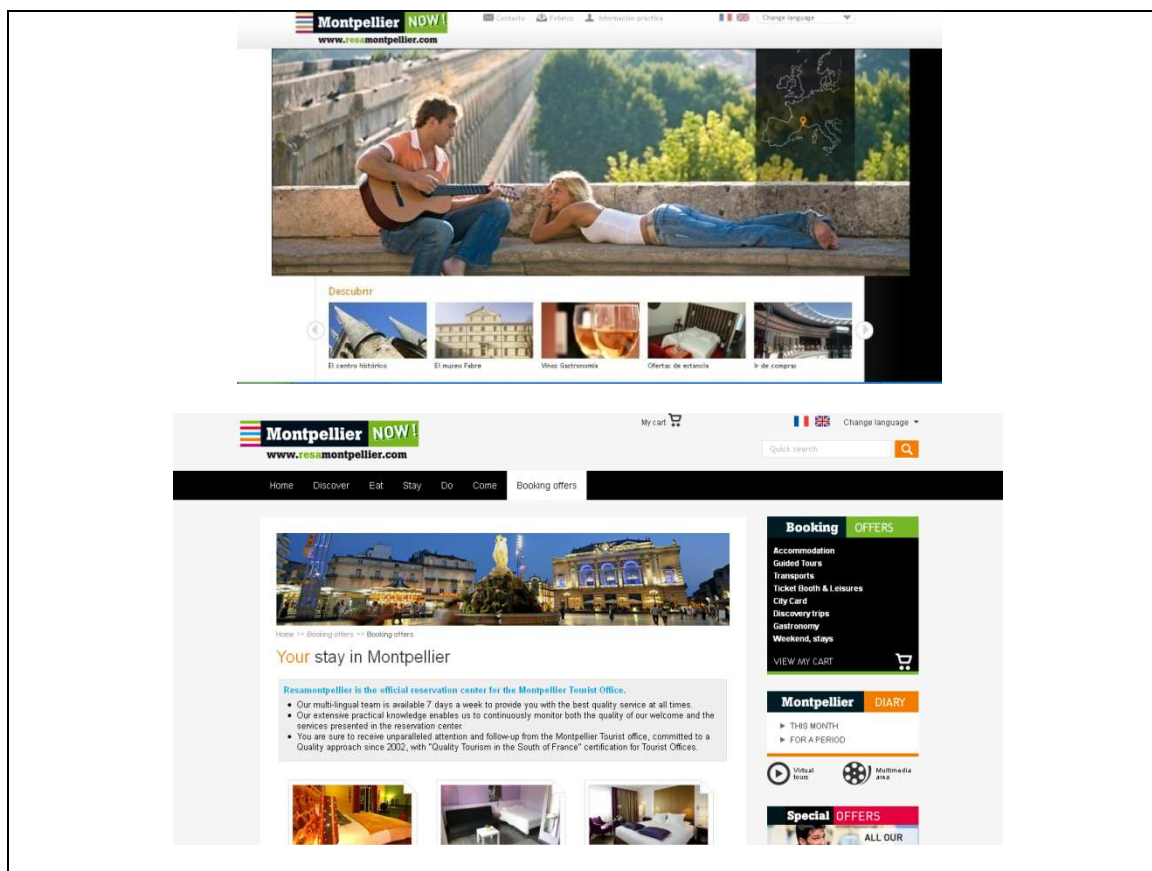 Montpellier NOW!
www.resamontpellier.com
Contacto Folletos Información práctica
Change language
Descubrir
El centro histórico
El museo Fabre
Vinos Gastronomía
Ofertas de estancia
Ir de compras
Montpellier NOW!
www.resamontpellier.com
My cart
Change language
Quick search
Home Discover Eat Stay Do Come Booking offers
Home >> Booking offers >> Booking offers
Your stay in Montpellier
Resamontpellier is the official reservation center for the Montpellier Tourist Office.
• Our multi-lingual team is available 7 days a week to provide you with the best quality service at all times.
• Our extensive practical knowledge enables us to continuously monitor both the quality of our welcome and the
services presented in the reservation center.
• You are sure to receive unparalleled attention and follow-up from the Montpellier Tourist office, committed to a
Quality approach since 2002, with "Quality Tourism in the South of France" certification for Tourist Offices.
Booking OFFERS
Accommodation
Guided Tours
Transports
Ticket Booth & Leisures
City Card
Discovery trips
Gastronomy
Weekend, stays
VIEW MY CART
Montpellier DIARY
THIS MONTH
FOR A PERIOD
Virtual
tours
Multimedia
area
Special OFFERS
ALL OUR